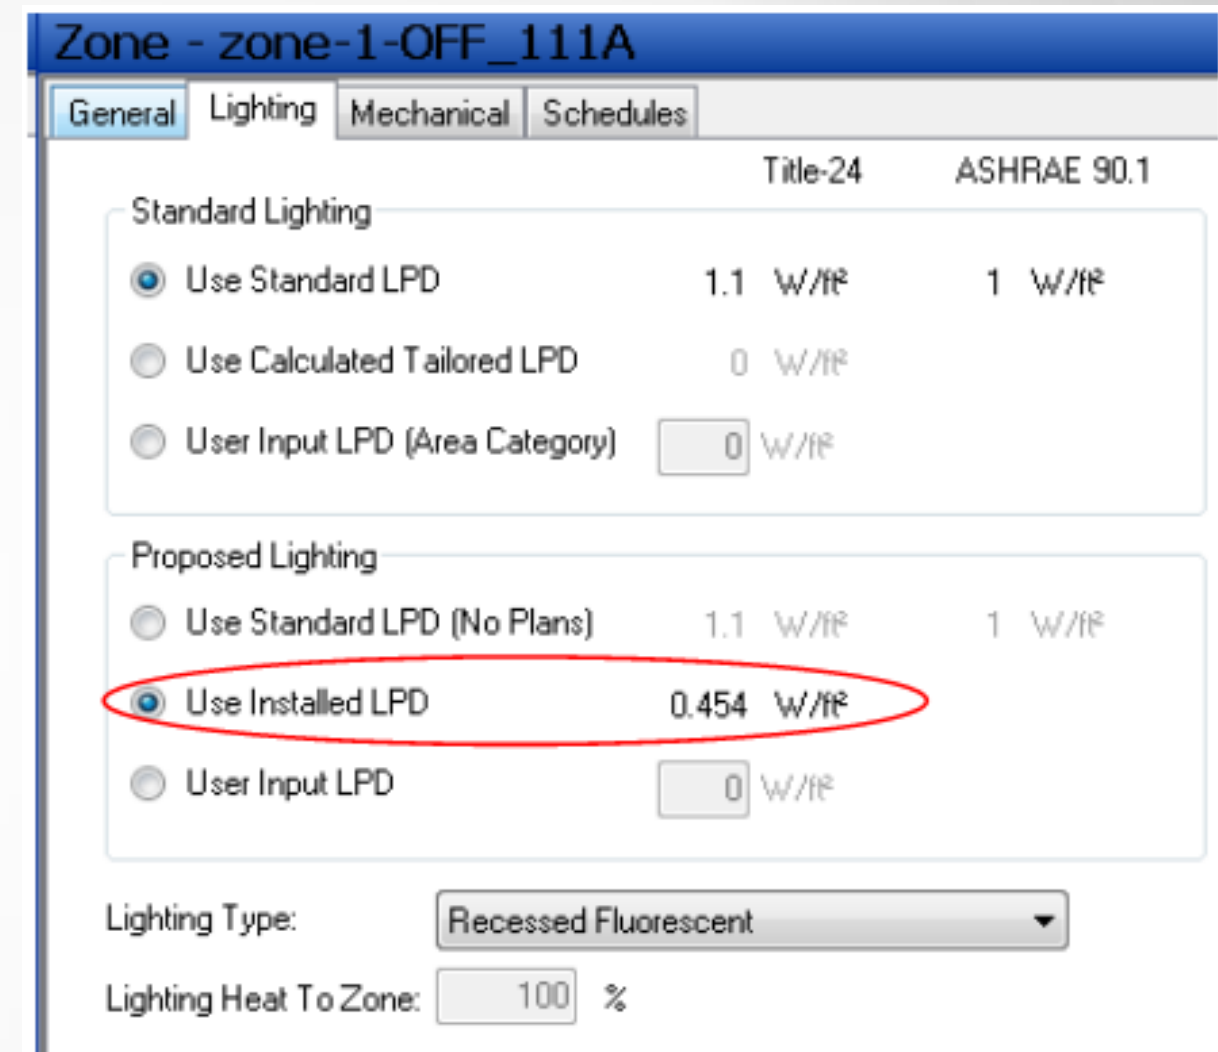 Zone - zone-1-OFF_111A
General Lighting Mechanical Schedules
Title-24 ASHRAE 90.1
Standard Lighting
Use Standard LPD 1.1 W/ft² 1 W/ft²
Use Calculated Tailored LPD 0 W/ft²
User Input LPD (Area Category) 0 W/ft²
Proposed Lighting
Use Standard LPD (No Plans) 1.1 W/ft² 1 W/ft²
Use Installed LPD 0.454 W/ft²
User Input LPD 0 W/ft²
Lighting Type: Recessed Fluorescent
Lighting Heat To Zone: 100 %